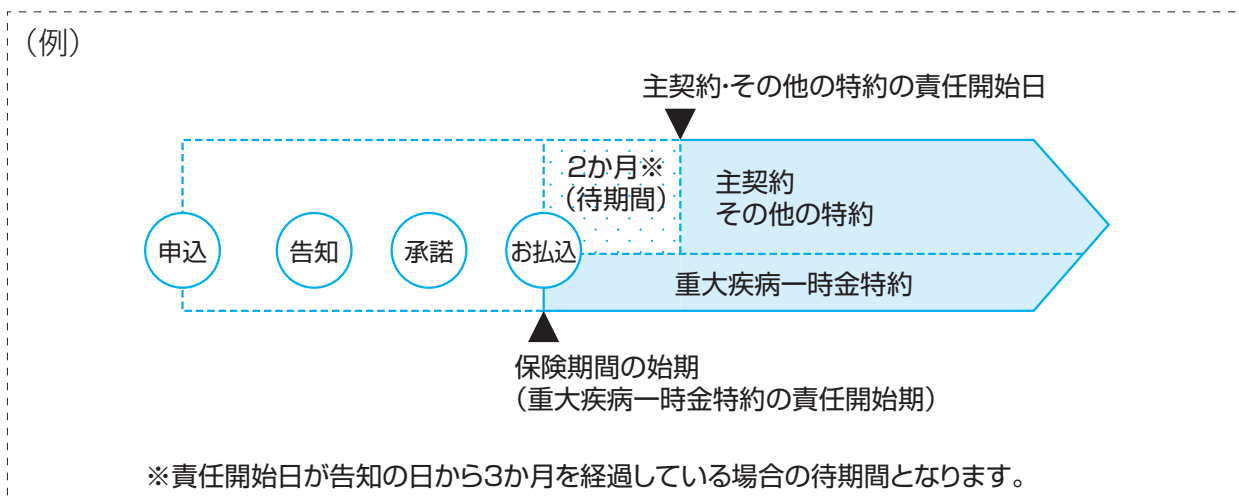 （例）
主契約・その他の特約の責任開始日
2か月※
（待期間）
主契約
その他の特約
申込
告知
承諾
お払込
重大疾病一時金特約
保険期間の始期
（重大疾病一時金特約の責任開始期）
※責任開始日が告知の日から3か月を経過している場合の待期間となります。